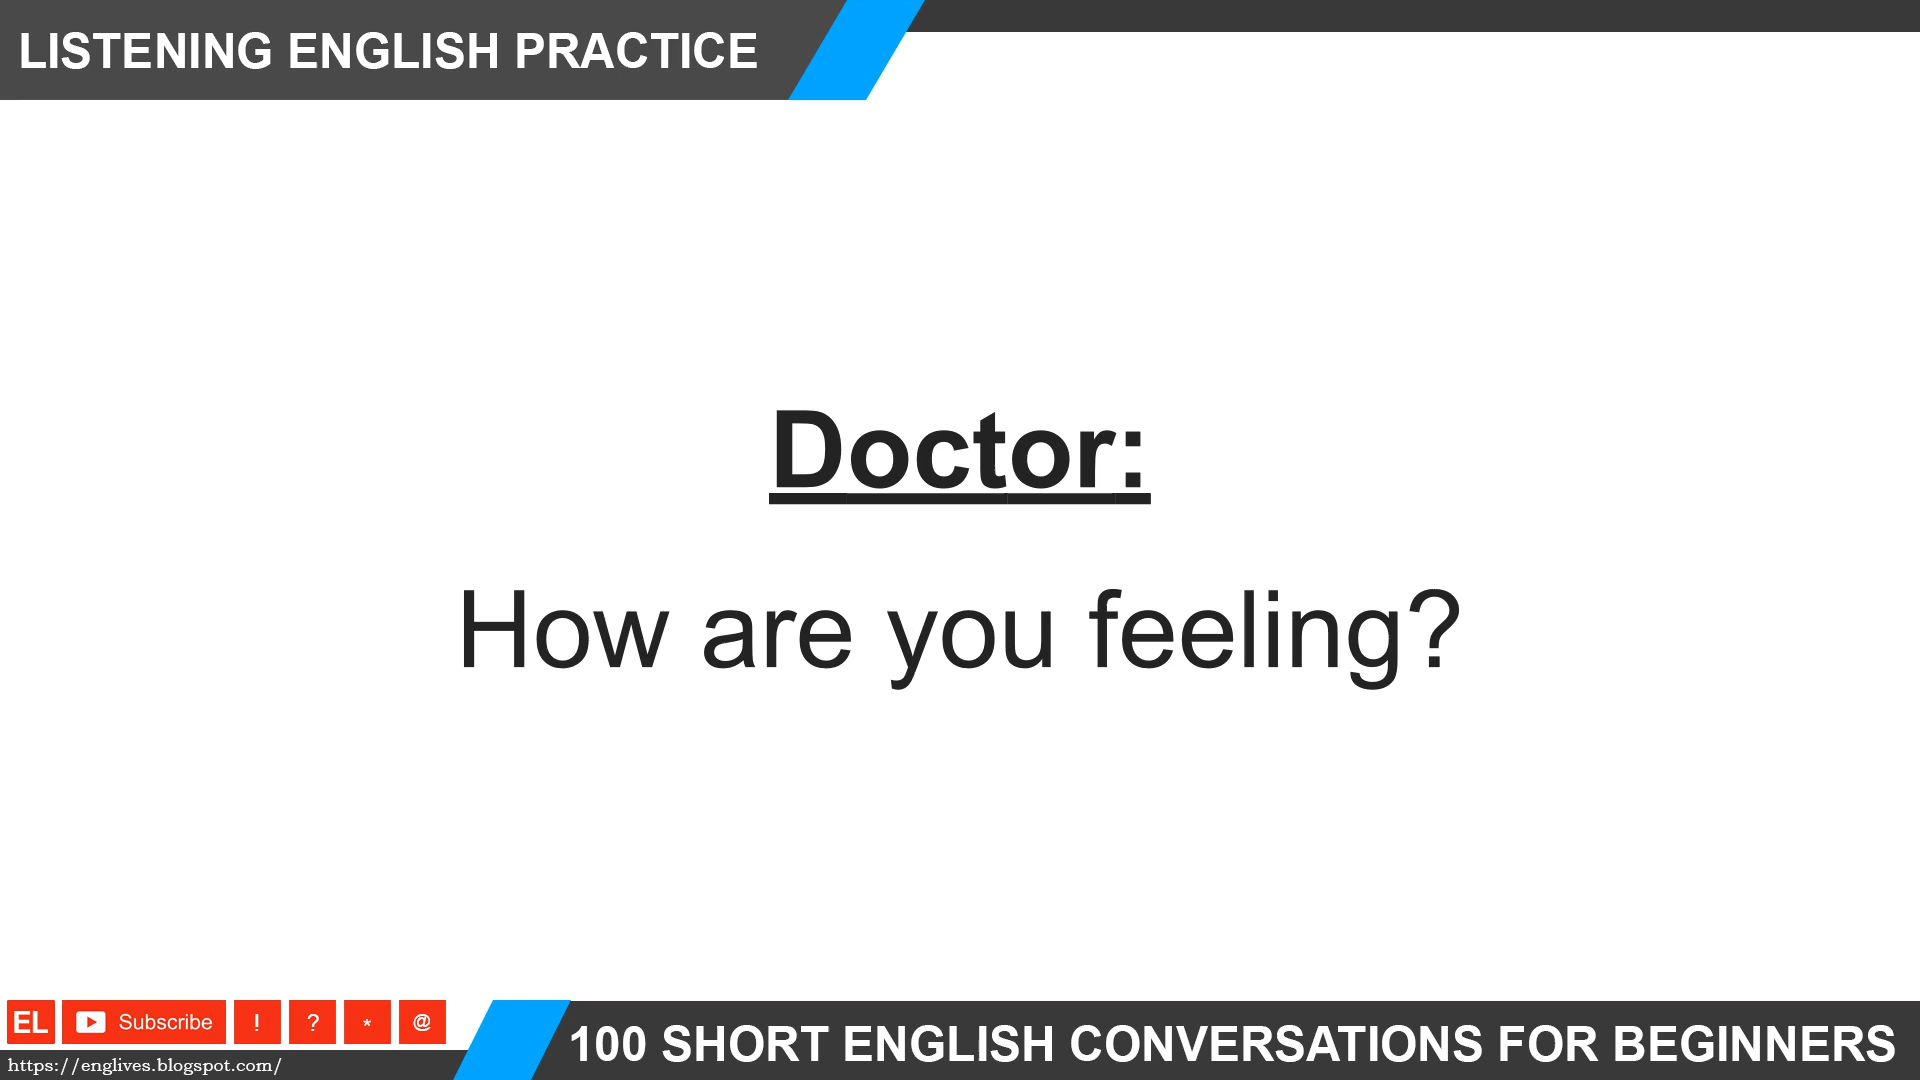 LISTENING ENGLISH PRACTICE
Doctor:
How are you feeling?
EL Subscribe ! ? * @
https://englives.blogspot.com/
100 SHORT ENGLISH CONVERSATIONS FOR BEGINNERS